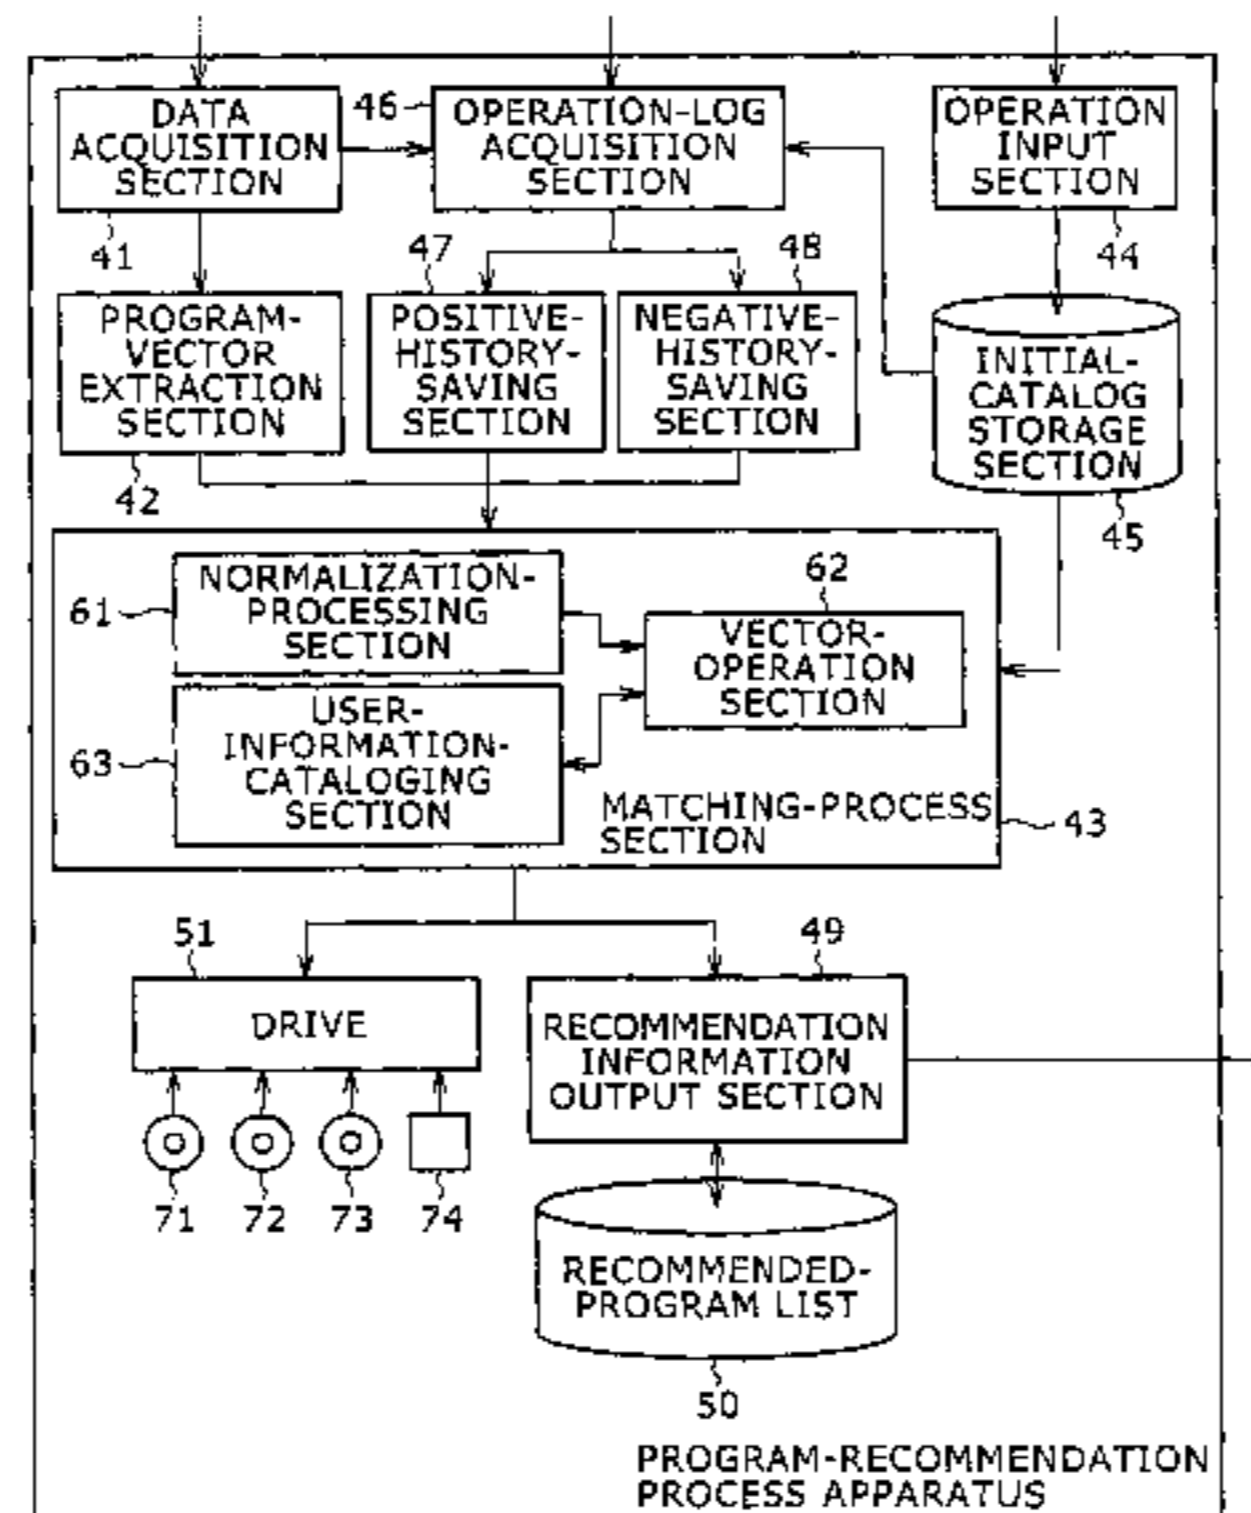 DATA
ACQUISITION
SECTION
41
46
OPERATION-LOG
ACQUISITION
SECTION
OPERATION
INPUT
SECTION
44
PROGRAM-
VECTOR
EXTRACTION
SECTION
42
47
POSITIVE-
HISTORY-
SAVING
SECTION
48
NEGATIVE-
HISTORY-
SAVING
SECTION
INITIAL-
CATALOG
STORAGE
SECTION
45
61
NORMALIZATION-
PROCESSING
SECTION
62
VECTOR-
OPERATION
SECTION
63
USER-
INFORMATION-
CATALOGING
SECTION
MATCHING-PROCESS
SECTION
43
51
DRIVE
71
72
73
74
49
RECOMMENDATION
INFORMATION
OUTPUT SECTION
RECOMMENDED-
PROGRAM LIST
50
PROGRAM-RECOMMENDATION
PROCESS APPARATUS